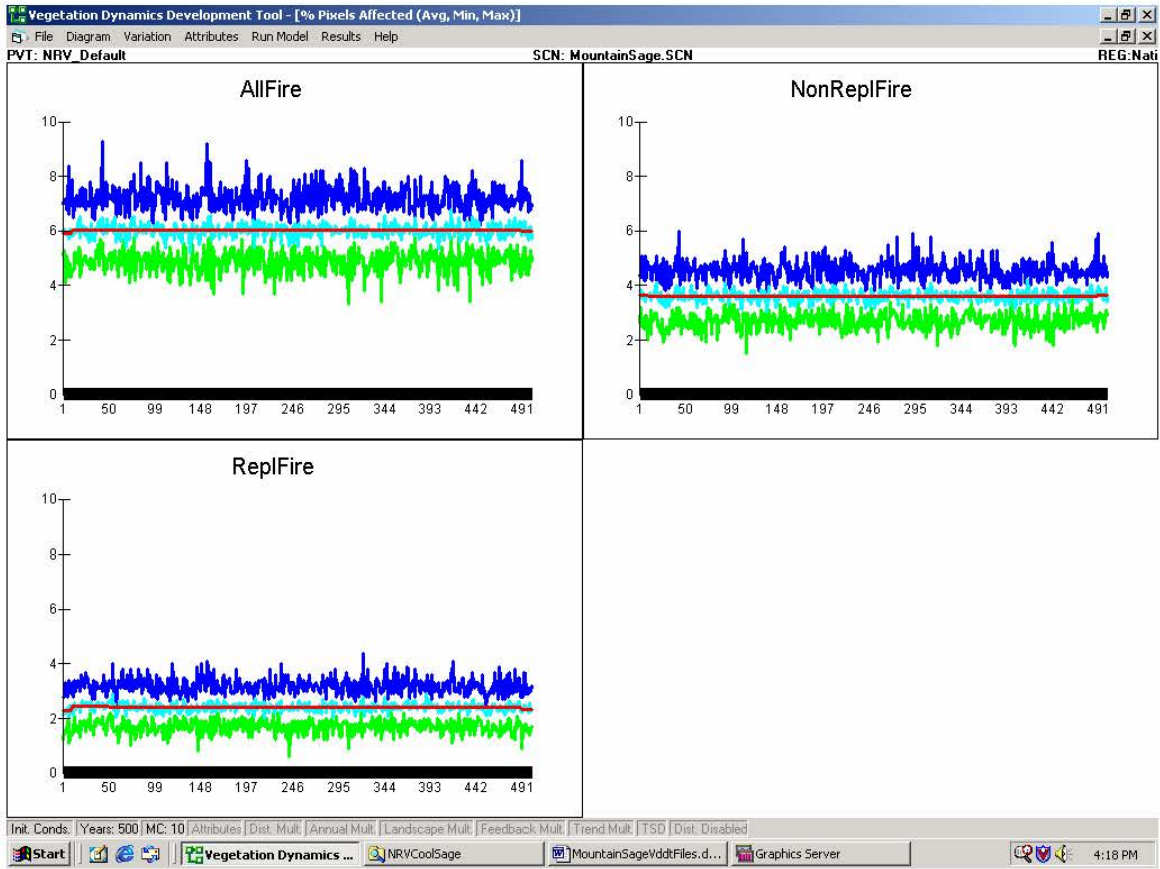 Vegetation Dynamics Development Tool - [% Pixels Affected (Avg, Min, Max)]
File Diagram Variation Attributes Run Model Results Help
PVT: NRV_Default SCN: MountainSage.SCN REG:Nati
AllFire NonReplFire
10 10
8 8
6 6
4 4
2 2
0 0
1 50 99 148 197 246 295 344 393 442 491 1 50 99 148 197 246 295 344 393 442 491
ReplFire
10
8
6
4
2
0
1 50 99 148 197 246 295 344 393 442 491
Init. Conds. Years: 500 MC: 10 Attributes Dist. Mult. Annual Mult. Landscape Mult. Feedback Mult. Trend Mult. TSD Dist. Disabled
Start Vegetation Dynamics ... NRVCoolSage MountainSageVddtFiles.d... Graphics Server 4:18 PM